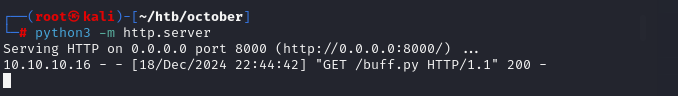 ┌──(root㉿kali)-[~/htb/october]
└─# python3 -m http.server
Serving HTTP on 0.0.0.0 port 8000 (http://0.0.0.0:8000/) ...
10.10.10.16 - - [18/Dec/2024 22:44:42] "GET /buff.py HTTP/1.1" 200 -